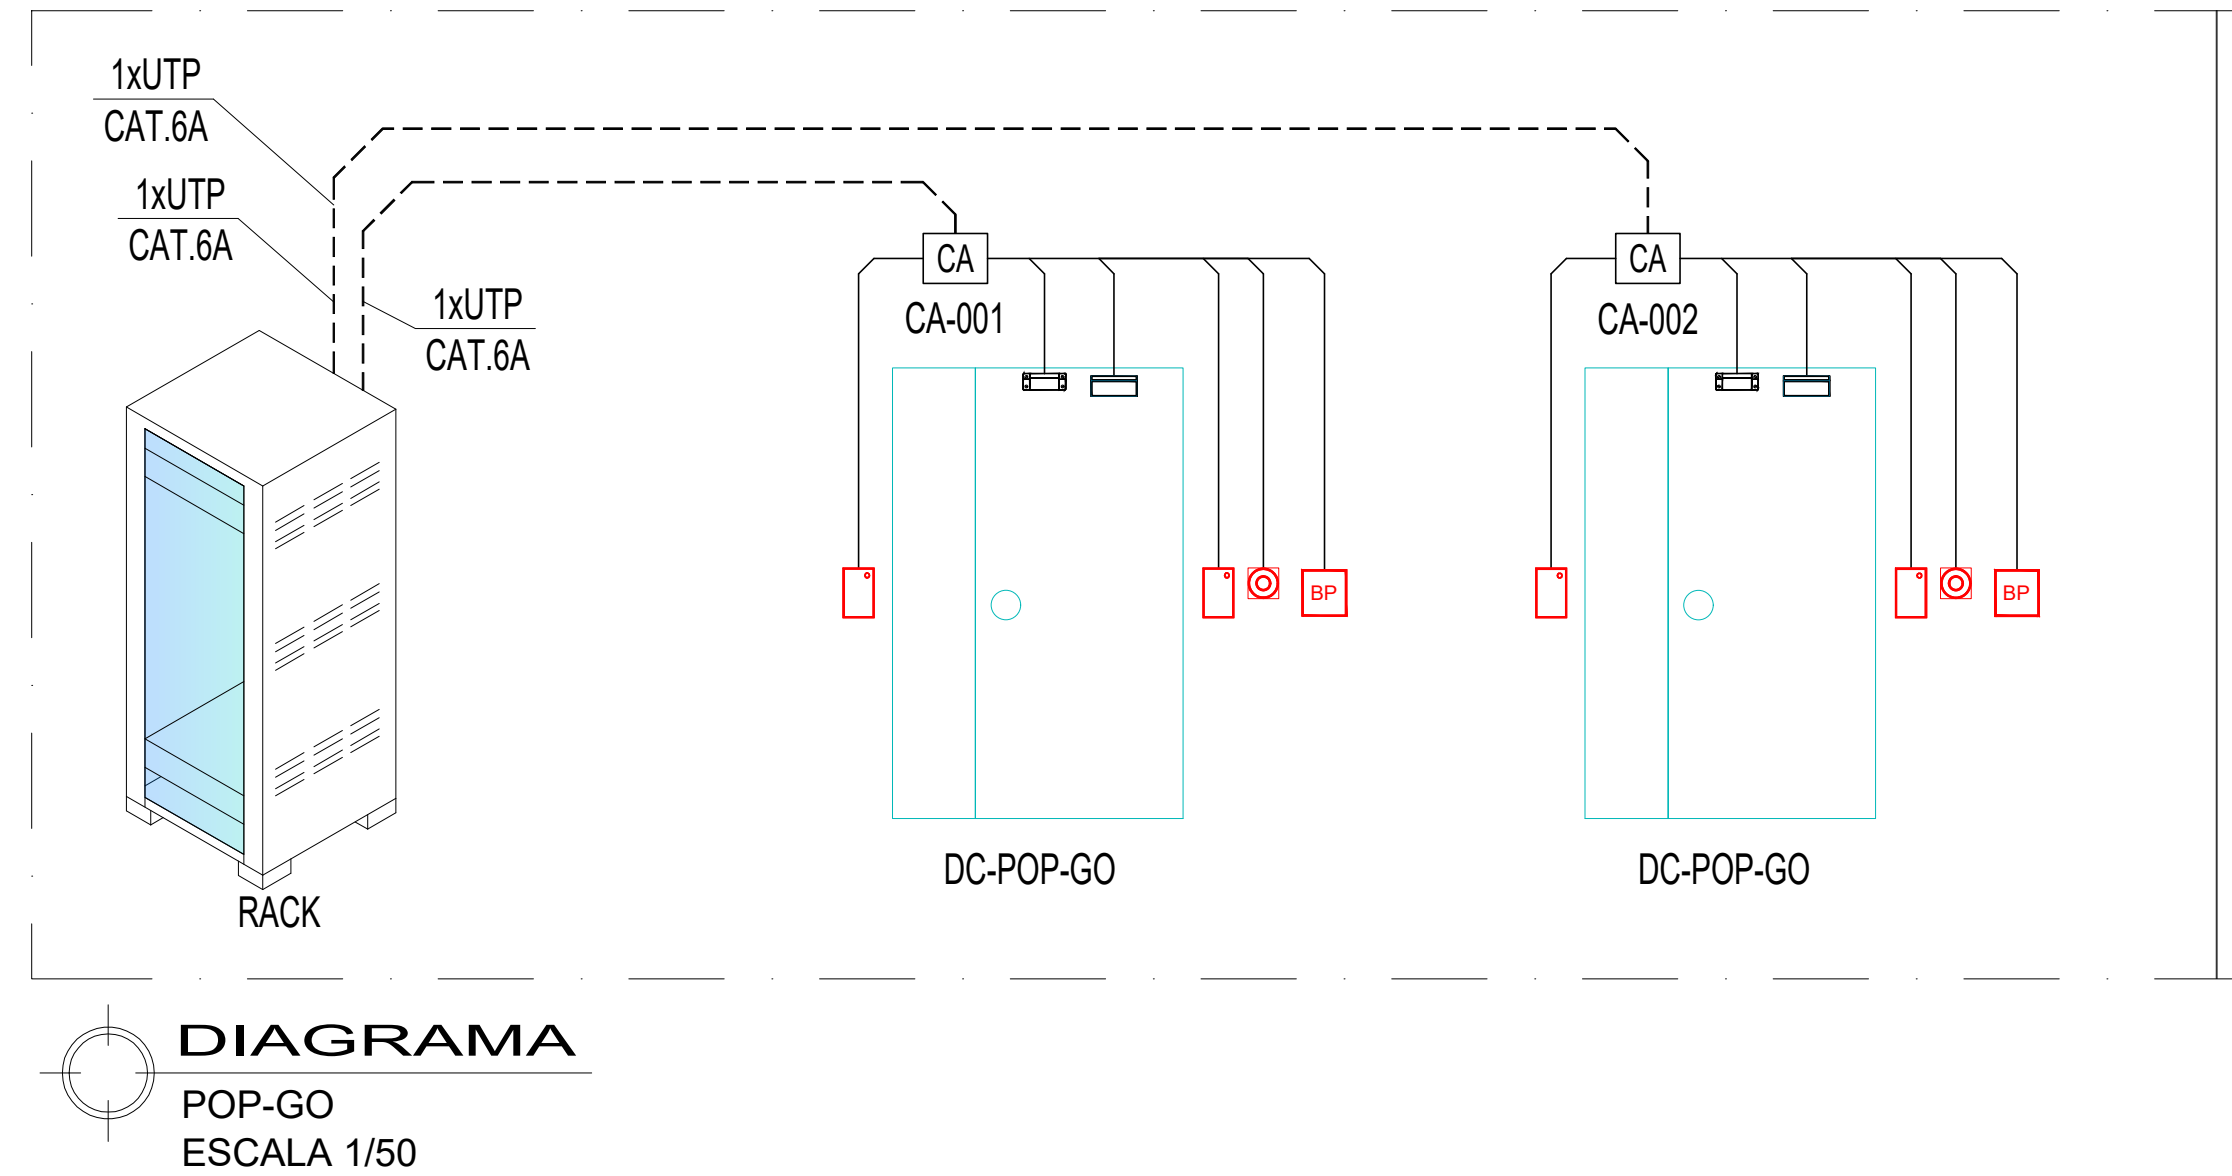 1xUTP
CAT.6A
1xUTP
CAT.6A
1xUTP
CAT.6A
CA
CA-001
CA
CA-002
BP
BP
DC-POP-GO
DC-POP-GO
RACK
DIAGRAMA
POP-GO
ESCALA 1/50